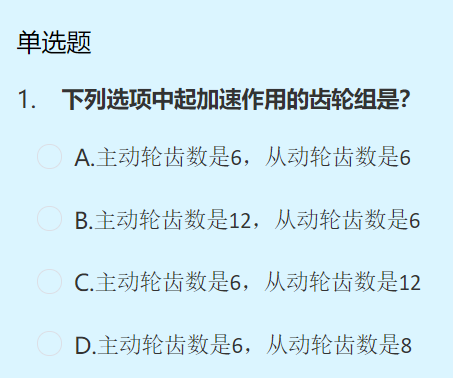 单选题
1. 下列选项中起加速作用的齿轮组是?
A.主动轮齿数是6，从动轮齿数是6
B.主动轮齿数是12，从动轮齿数是6
C.主动轮齿数是6，从动轮齿数是12
D.主动轮齿数是6，从动轮齿数是8